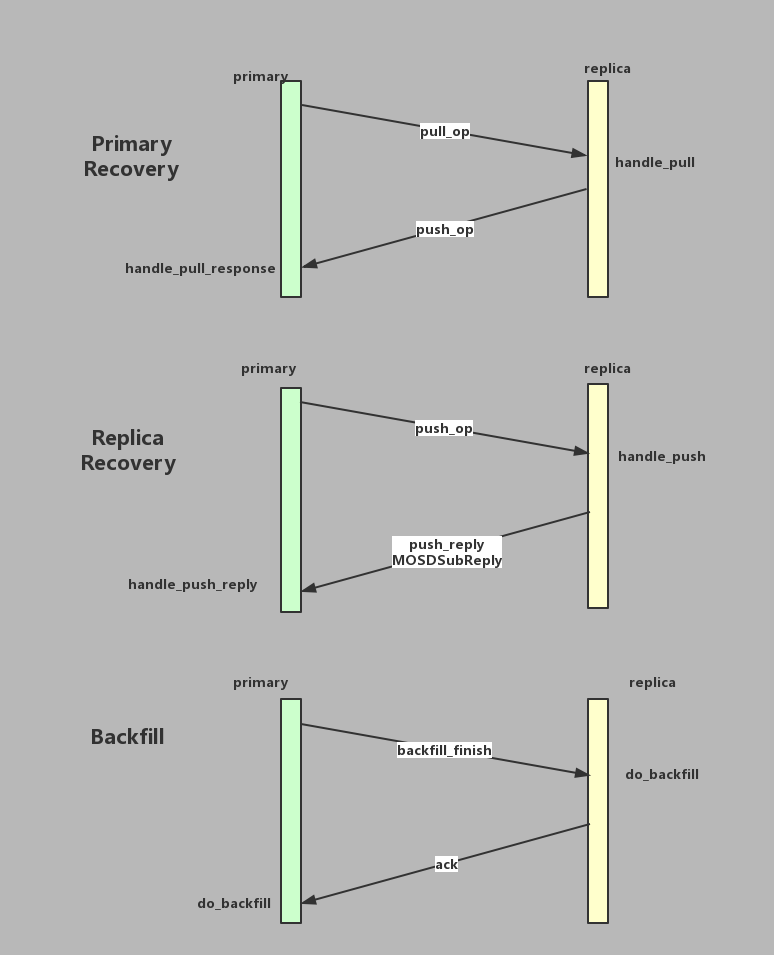 primary
replica
Primary
Recovery
pull_op
handle_pull
push_op
handle_pull_response
primary
replica
Replica
Recovery
push_op
handle_push
push_reply
MOSDSubReply
handle_push_reply
primary
replica
Backfill
backfill_finish
do_backfill
ack
do_backfill